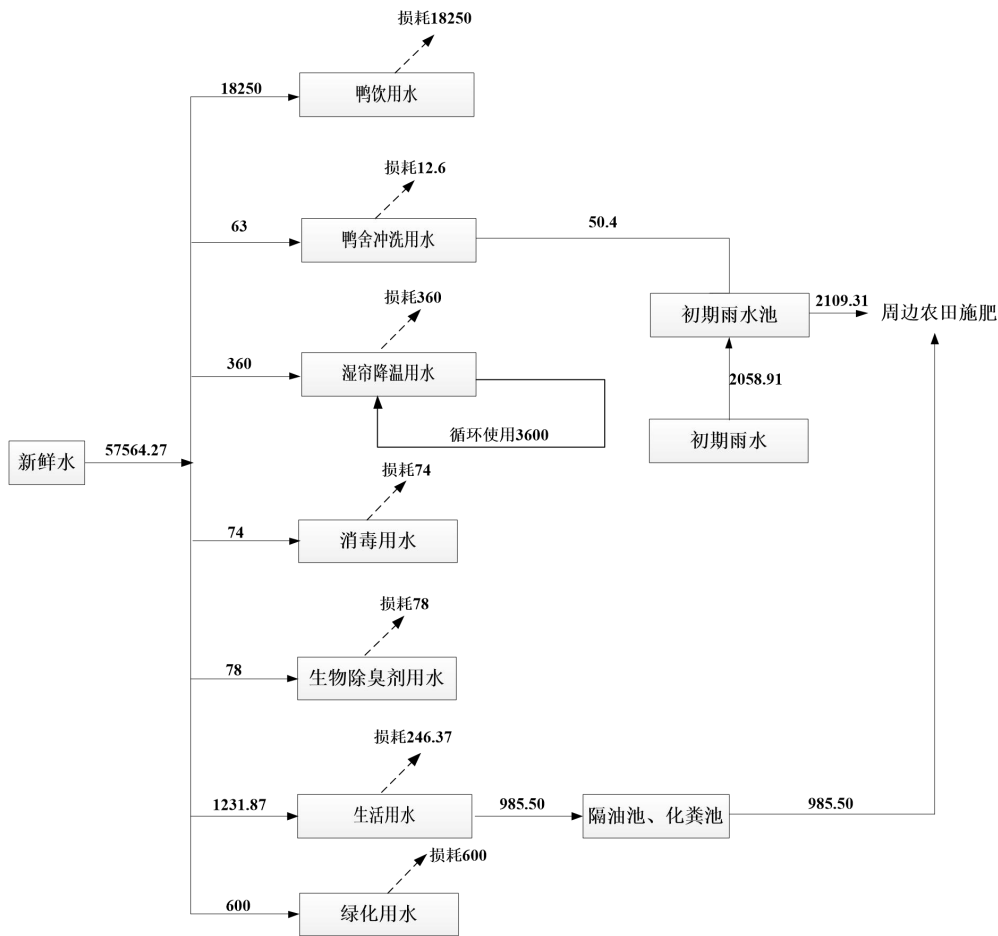 损耗18250
18250
鸭饮用水
损耗12.6
63
鸭舍冲洗用水
50.4
损耗360
初期雨水池
2109.31
周边农田施肥
360
湿帘降温用水
2058.91
循环使用3600
初期雨水
新鲜水
57564.27
损耗74
74
消毒用水
损耗78
78
生物除臭剂用水
损耗246.37
1231.87
生活用水
985.50
隔油池、化粪池
985.50
损耗600
600
绿化用水